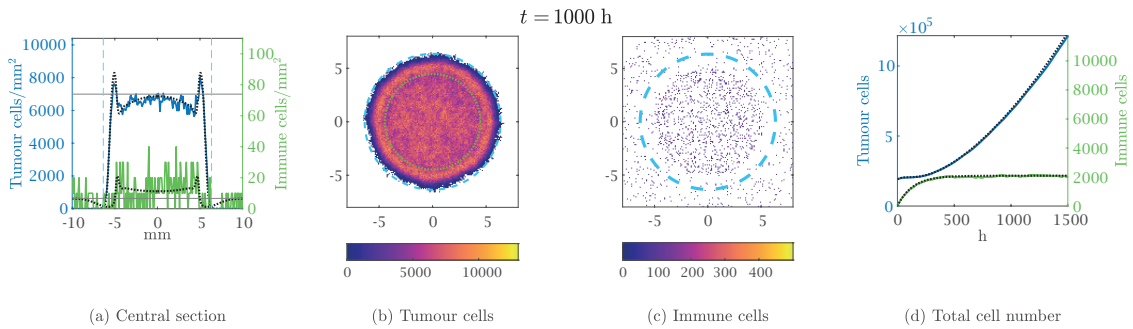 t = 1000 h
10000
8000
6000
4000
2000
0
Tumour cells/mm²
100
80
60
40
20
0
Immune cells/mm²
-10 -5 0 5 10
mm
5
0
-5
-5 0 5
0 5000 10000
5
0
-5
-5 0 5
0 100 200 300 400
×10⁵
10
5
0
Tumour cells
10000
8000
6000
4000
2000
0
Immune cells
0 500 1000 1500
h
(a) Central section
(b) Tumour cells
(c) Immune cells
(d) Total cell number